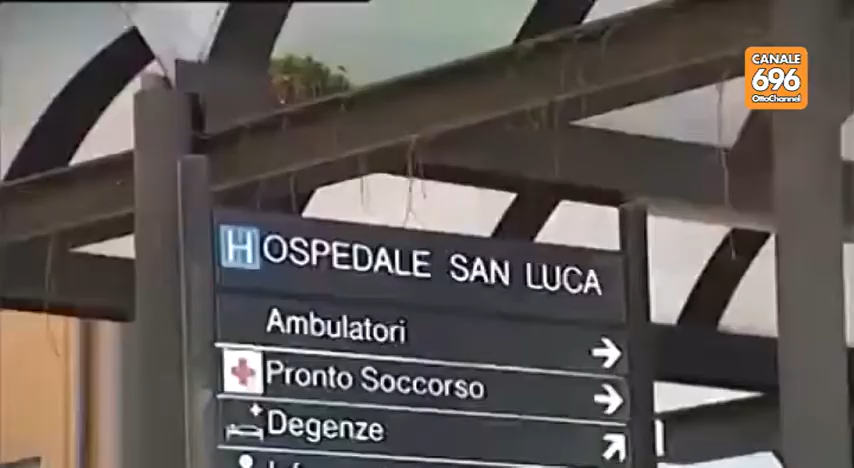 CANALE
696
OttoChannel
HOSPEDALE SAN LUCA
Ambulatori
Pronto Soccorso
Degenze